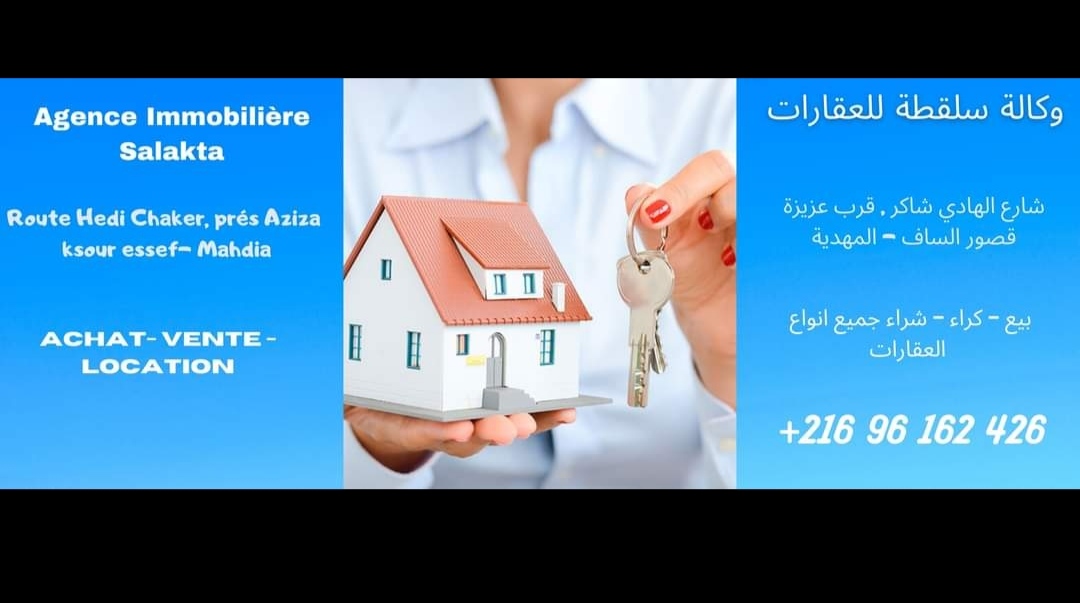 Agence Immobilière
Salakta
Route Hedi Chaker, prés Aziza
ksour essef- Mahdia
ACHAT- VENTE -
LOCATION
وكالة سلقطة للعقارات
شارع الهادي شاكر , قرب عزيزة
قصور الساف - المهدية
بيع - كراء - شراء جميع انواع
العقارات
+216 96 162 426